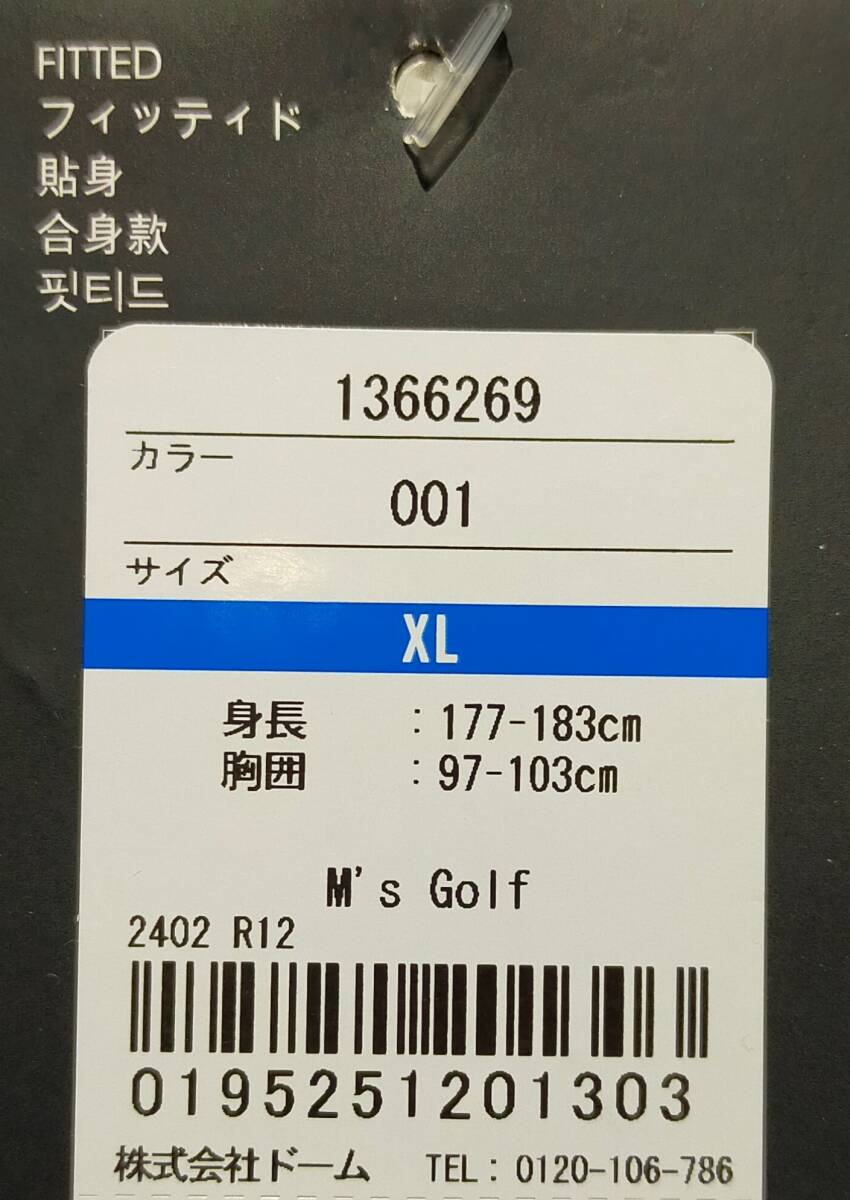 FITTED
フィッティド
貼身
合身款
핏티드
1366269
カラー
001
サイズ
XL
身長 : 177-183cm
胸囲 : 97-103cm
M's Golf
2402 R12
0195251201303
株式会社ドーム TEL: 0120-106-786